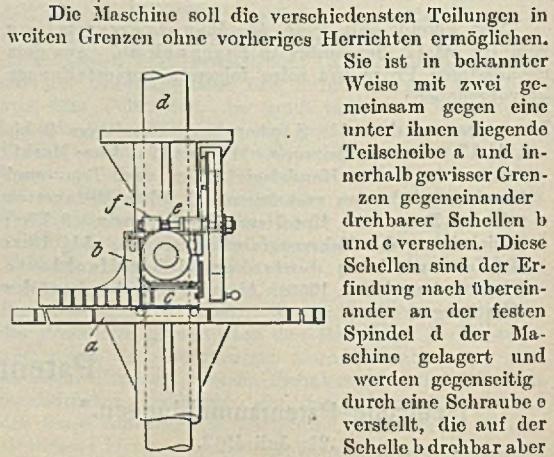 Die Maschine soll die verschiedensten Teilungen in
weiten Grenzen ohne vorheriges Herrichten ermöglichen.
Sie ist in bekannter
Weise mit zwei ge-
meinsam gegen eine
unter ihnen liegende
Teilscheibe a und in-
nerhalb gewisser Gren-
zen gegeneinander
drehbarer Schellen b
und c versehen. Diese
Schellen sind der Er-
findung nach überein-
ander an der festen
Spindel d der Ma-
schine gelagert und
werden gegenseitig
durch eine Schraube e
verstellt, die auf der
Schelle b drehbar aber
d
f
e
b
c
a